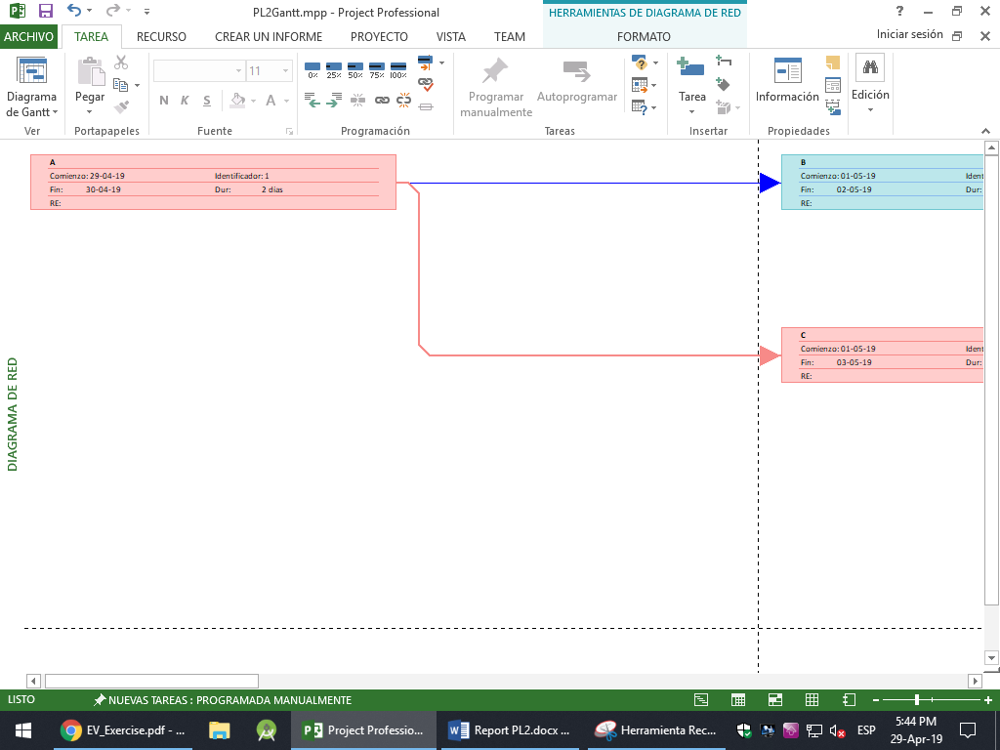 PL2Gantt.mpp - Project Professional
HERRAMIENTAS DE DIAGRAMA DE RED
ARCHIVO
TAREA
RECURSO
CREAR UN INFORME
PROYECTO
VISTA
TEAM
FORMATO
Iniciar sesión
Diagrama
de Gantt
Ver
Pegar
Portapapeles
11
N K S
A
Fuente
0% 25% 50% 75% 100%
Programación
Programar
manualmente
Autoprogramar
Tareas
Tarea
Insertar
Información
Propiedades
Edición
A
Comienzo: 29-04-19 Identificador: 1
Fin: 30-04-19 Dur: 2 días
RE:
B
Comienzo: 01-05-19 Ident
Fin: 02-05-19 Dur:
RE:
C
Comienzo: 01-05-19 Ident
Fin: 03-05-19 Dur:
RE:
DIAGRAMA DE RED
LISTO
NUEVAS TAREAS : PROGRAMADA MANUALMENTE
EV_Exercise.pdf - ...
Project Professio...
Report PL2.docx ...
Herramienta Rec...
ESP
5:44 PM
29-Apr-19